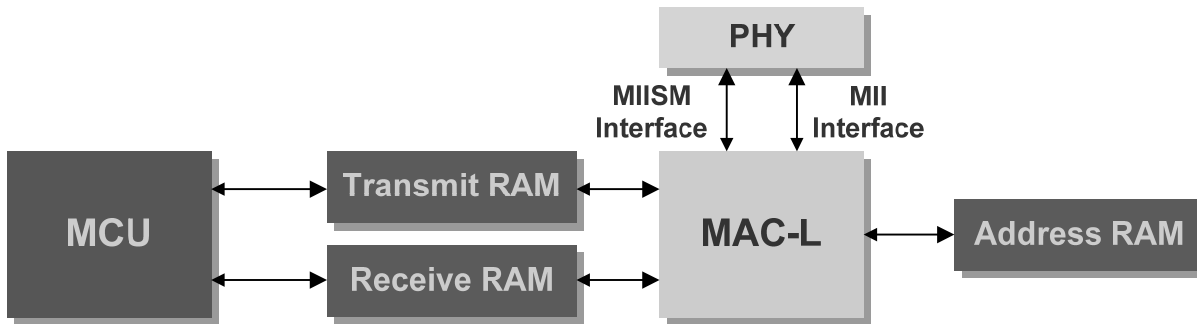 PHY
MIISM
Interface
MII
Interface
MCU
Transmit RAM
Receive RAM
MAC-L
Address RAM